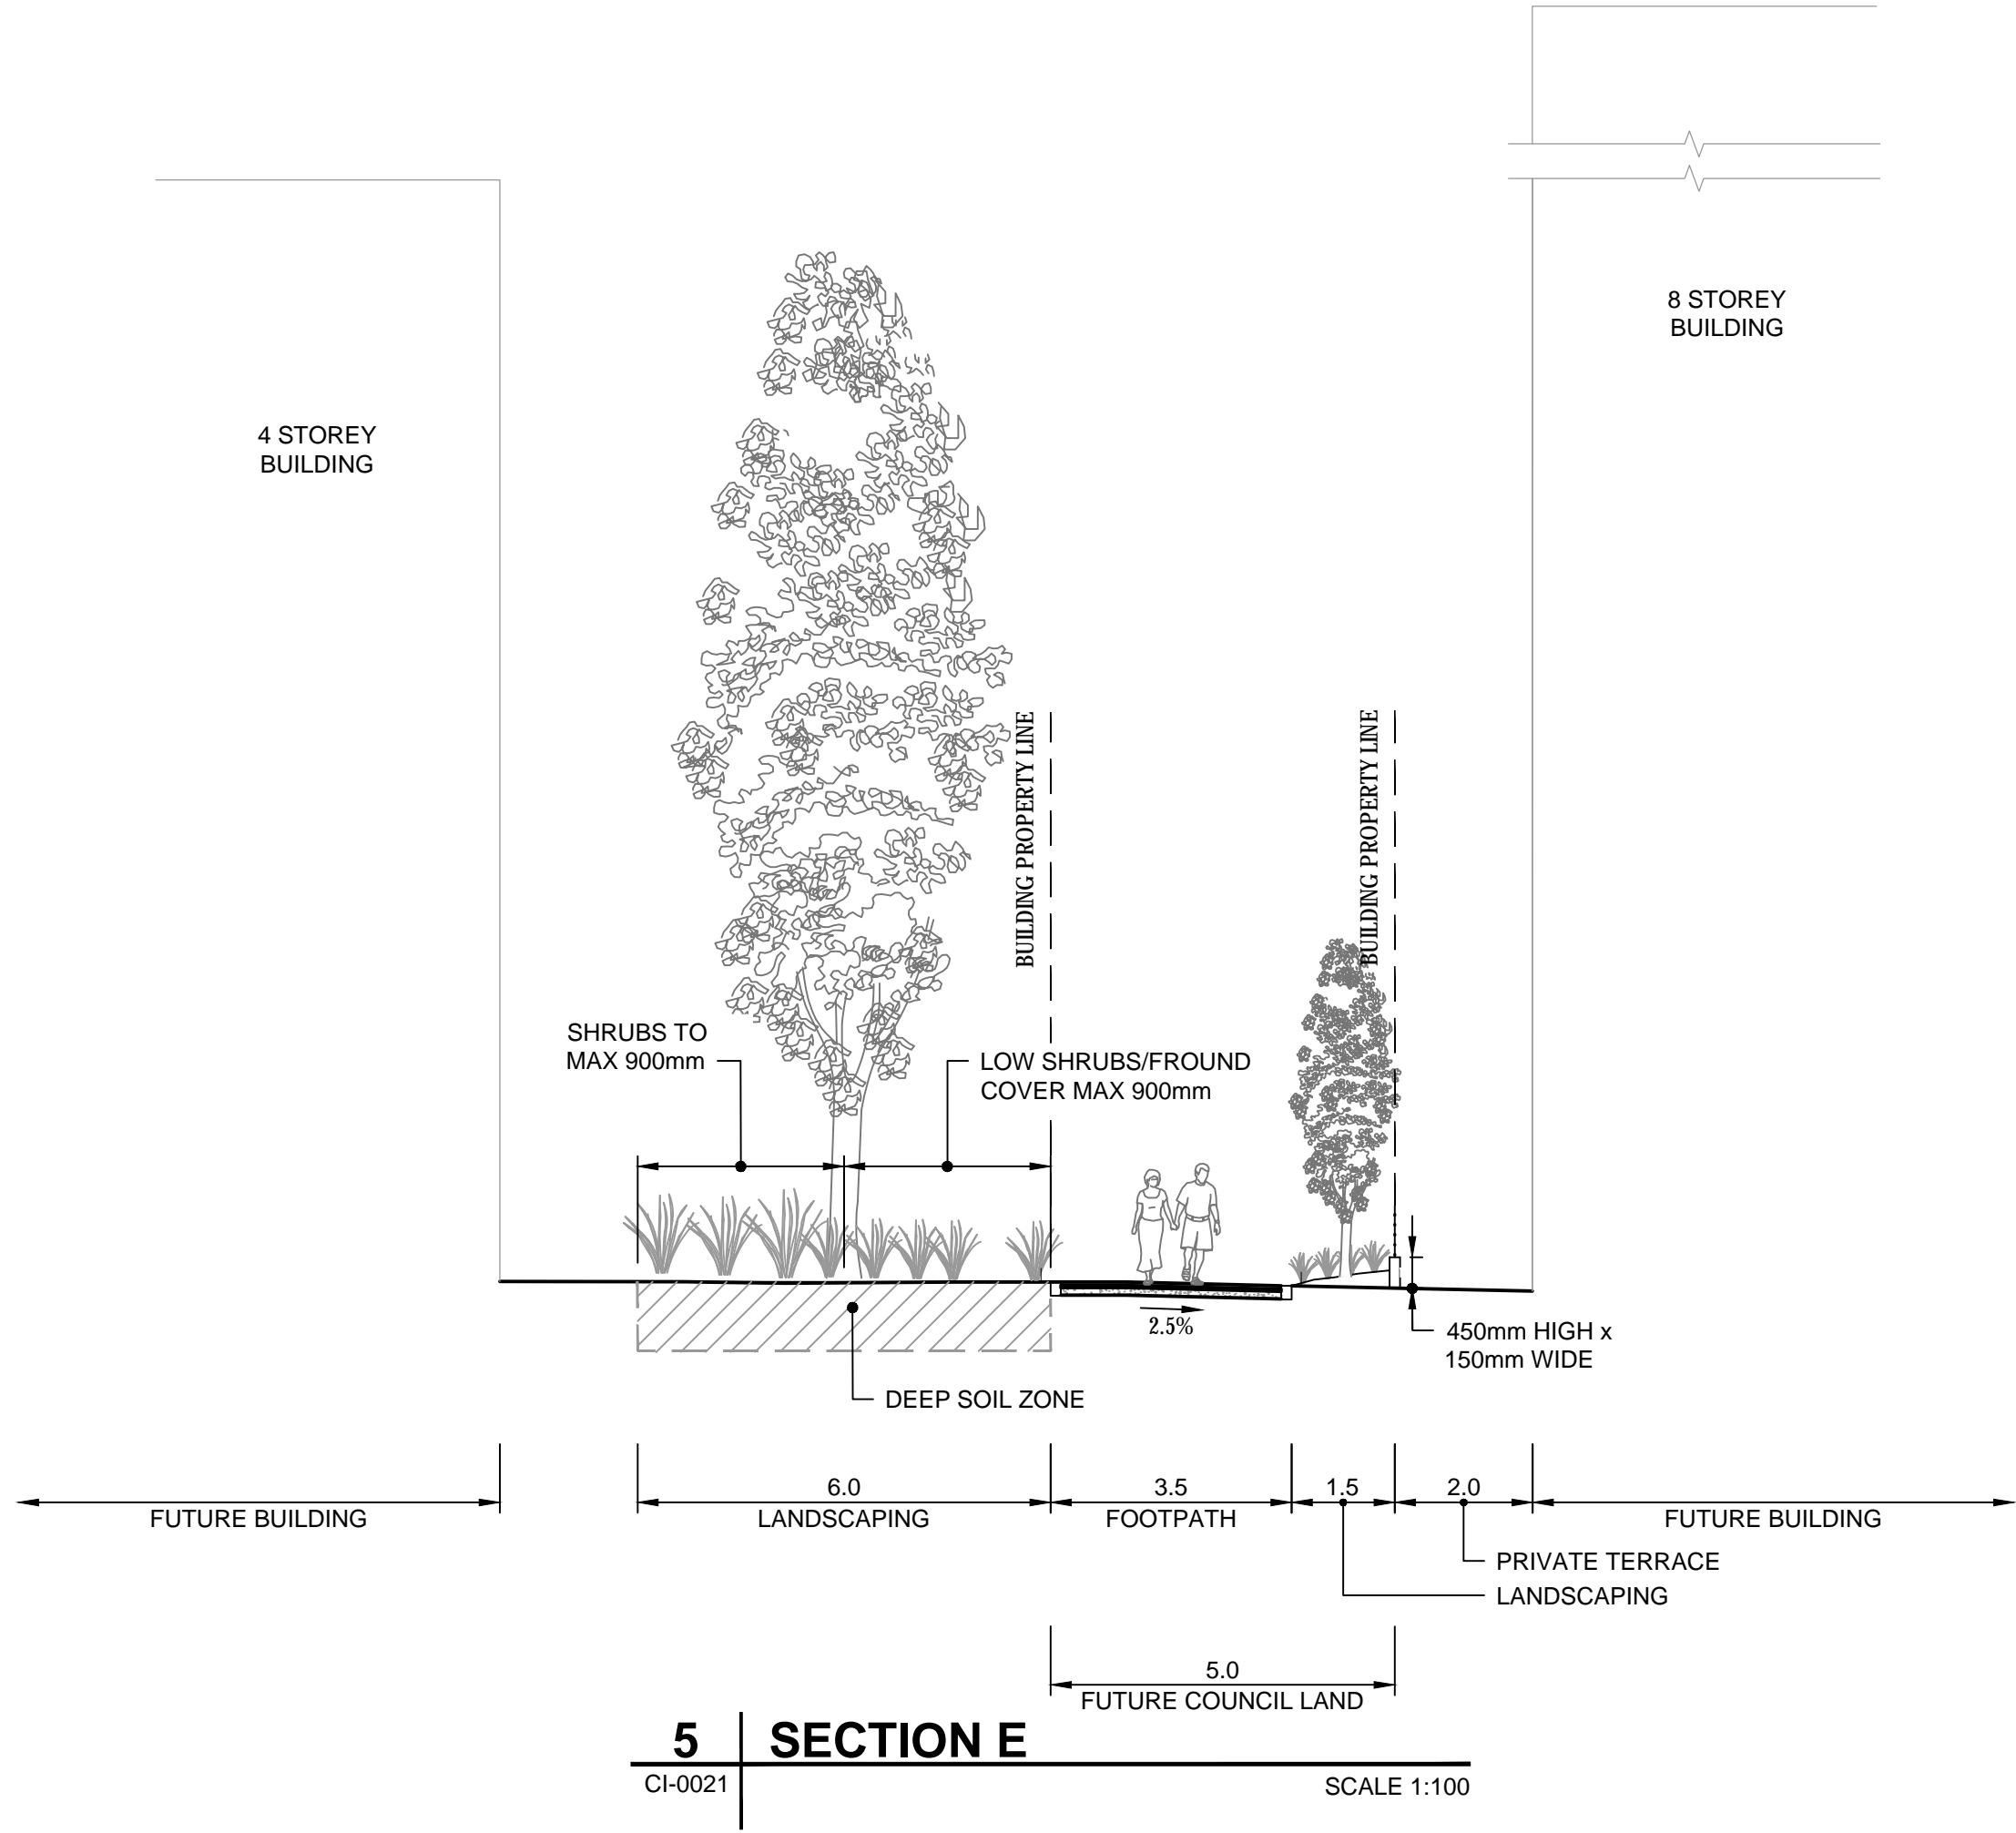 8 STOREY
BUILDING
4 STOREY
BUILDING
BUILDING PROPERTY LINE
BUILDING PROPERTY LINE
SHRUBS TO
MAX 900mm
LOW SHRUBS/FROUND
COVER MAX 900mm
2.5%
450mm HIGH x
150mm WIDE
DEEP SOIL ZONE
6.0
3.5
1.5
2.0
FUTURE BUILDING
LANDSCAPING
FOOTPATH
FUTURE BUILDING
PRIVATE TERRACE
LANDSCAPING
5.0
FUTURE COUNCIL LAND
5
SECTION E
CI-0021
SCALE 1:100